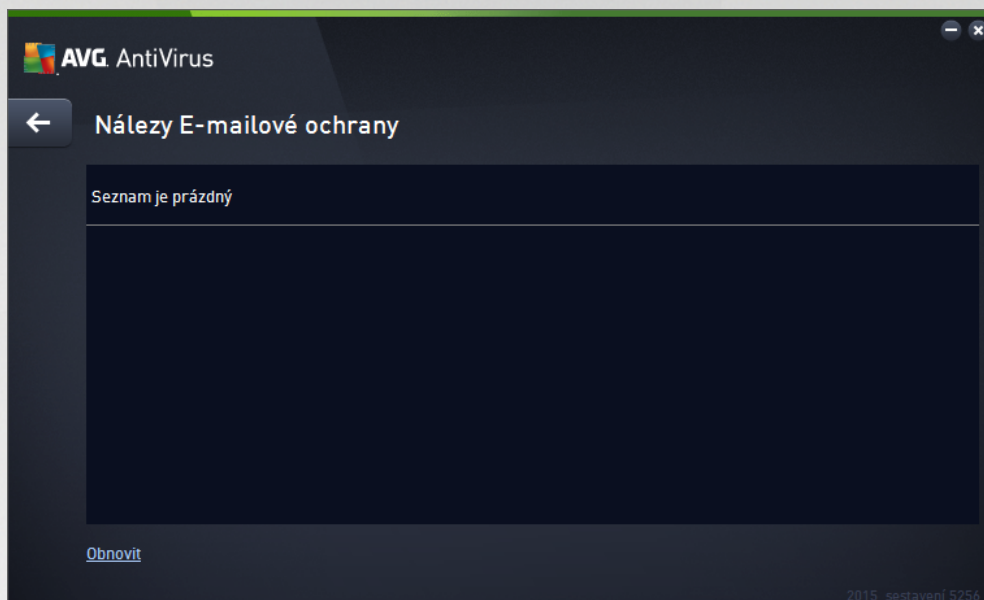 AVG. AntiVirus
Nálezy E-mailové ochrany
Seznam je prázdný
Obnovit
2015 sestavení 5256